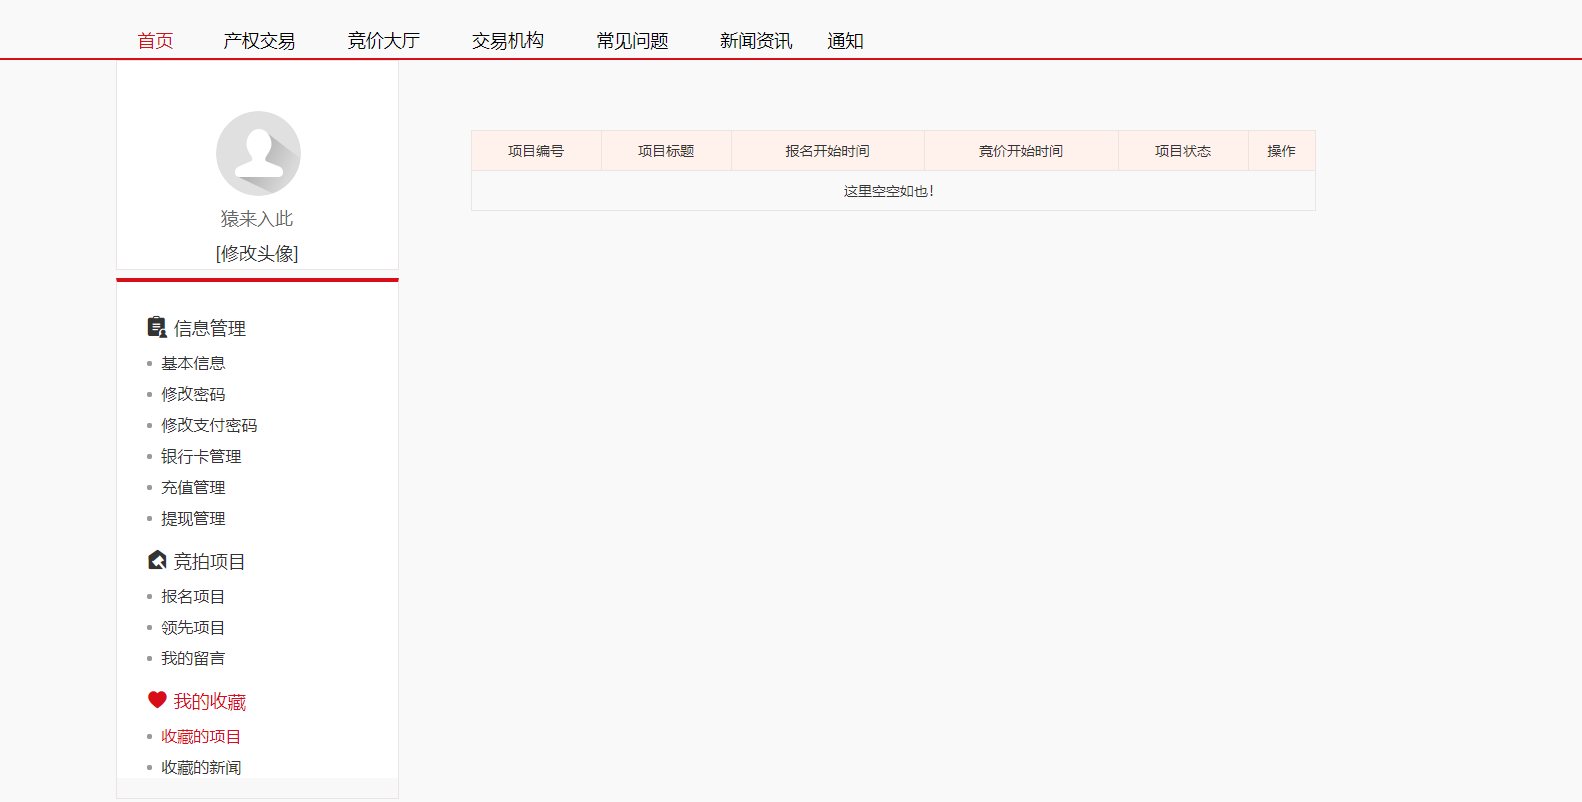 首页 产权交易 竞价大厅 交易机构 常见问题 新闻资讯 通知
猿来入此
[修改头像]
信息管理
基本信息
修改密码
修改支付密码
银行卡管理
充值管理
提现管理
竞拍项目
报名项目
领先项目
我的留言
我的收藏
收藏的项目
收藏的新闻
项目编号 项目标题 报名开始时间 竞价开始时间 项目状态 操作
这里空空如也！